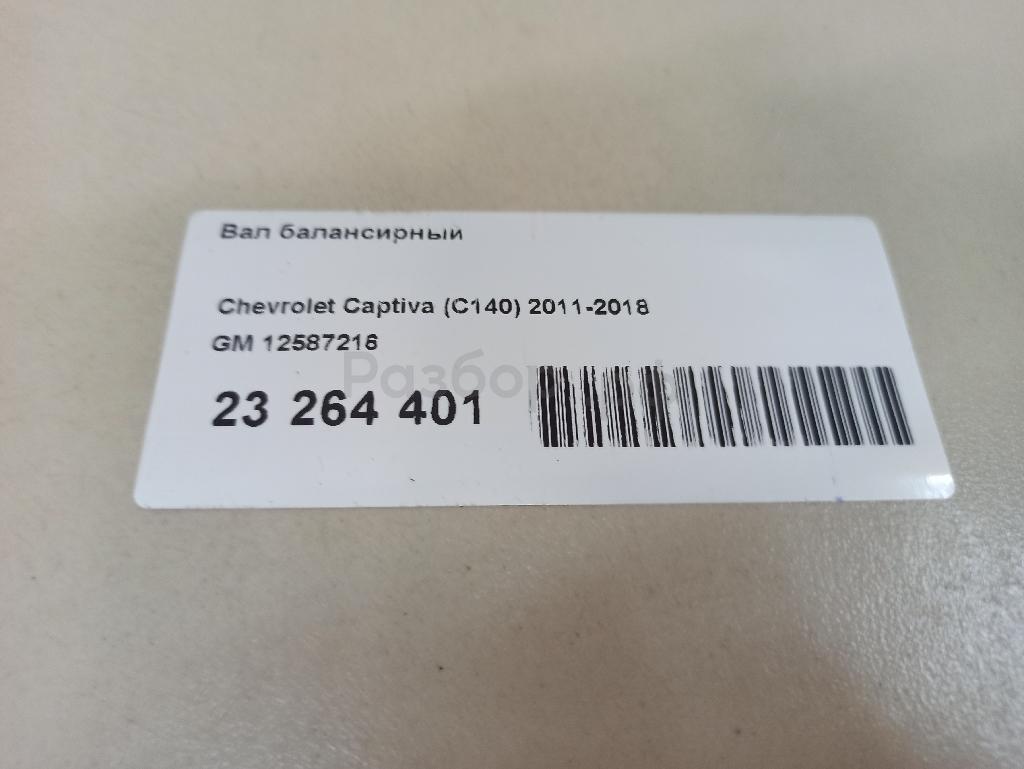 Вал балансирный
Chevrolet Captiva (C140) 2011-2018
GM 12587216
23 264 401